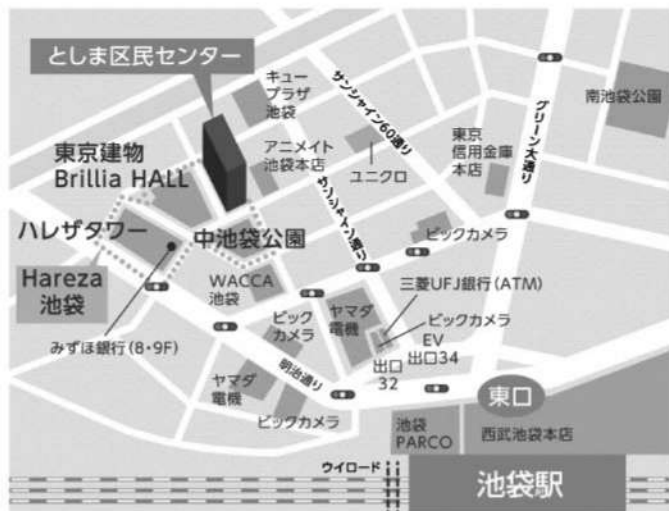 としま区民センター
キュー
プラザ
池袋
サンシャイン60通り
グリーン大通り
南池袋公園
東京建物
Brillia HALL
アニメイト
池袋本店
ユニクロ
東京
信用金庫
本店
サンシャイン通り
ハレザタワー
中池袋公園
ビックカメラ
Hareza
池袋
WACCA
池袋
三菱UFJ銀行(ATM)
ビック
カメラ
ヤマダ
電機
ビックカメラ
EV
出口34
出口
32
みずほ銀行(8・9F)
ヤマダ
電機
明治通り
ビックカメラ
東口
池袋
PARCO
西武池袋本店
ウイロード
池袋駅